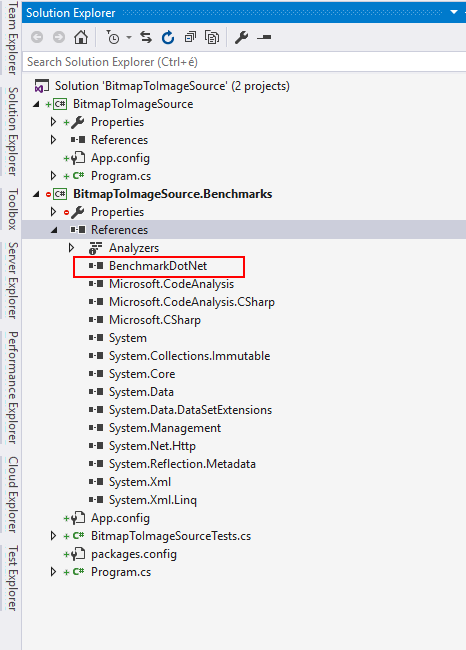 Solution Explorer
Search Solution Explorer (Ctrl+é)
Solution 'BitmapToImageSource' (2 projects)
C# BitmapToImageSource
Properties
References
App.config
C# Program.cs
C# BitmapToImageSource.Benchmarks
Properties
References
Analyzers
BenchmarkDotNet
Microsoft.CodeAnalysis
Microsoft.CodeAnalysis.CSharp
Microsoft.CSharp
System
System.Collections.Immutable
System.Core
System.Data
System.Data.DataSetExtensions
System.Management
System.Net.Http
System.Reflection.Metadata
System.Xml
System.Xml.Linq
App.config
C# BitmapToImageSourceTests.cs
packages.config
C# Program.cs
Team Explorer
Solution Explorer
Toolbox
Server Explorer
Performance Explorer
Cloud Explorer
Test Explorer